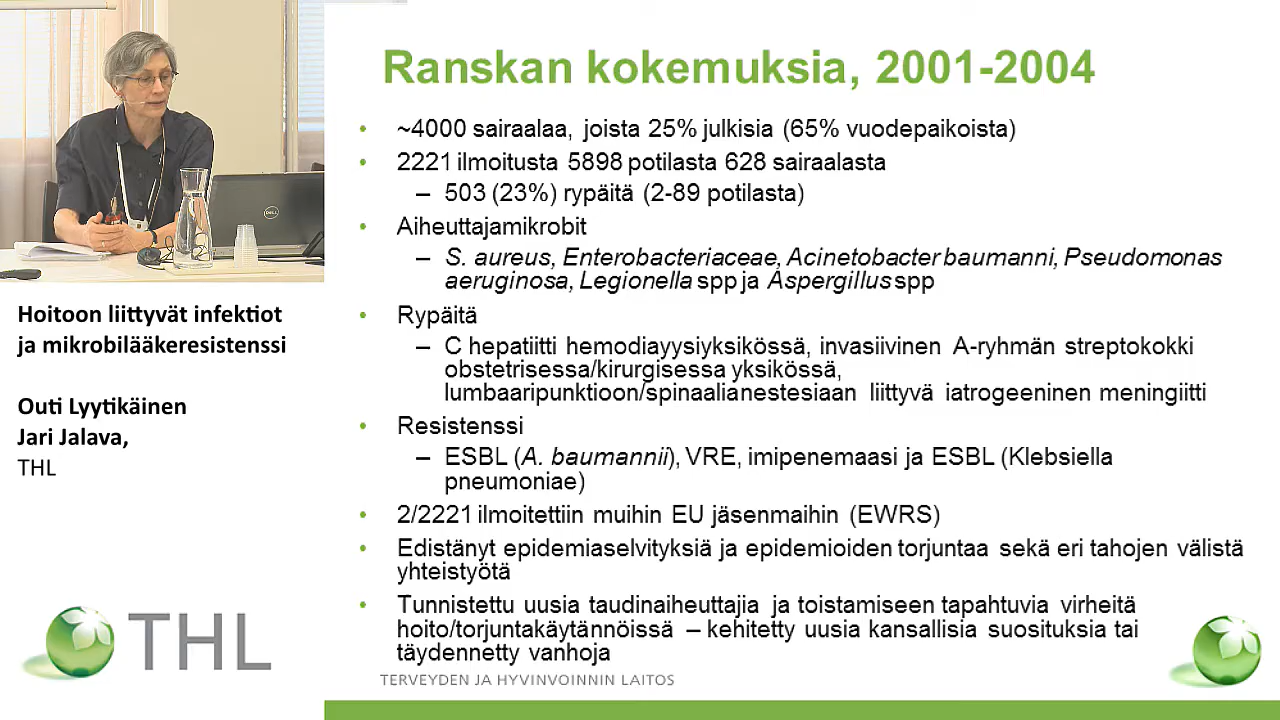 Ranskan kokemuksia, 2001-2004
• ~4000 sairaalaa, joista 25% julkisia (65% vuodepaikoista)
• 2221 ilmoitusta 5898 potilasta 628 sairaalasta
– 503 (23%) rypäitä (2-89 potilasta)
• Aiheuttajamikrobit
– S. aureus, Enterobacteriaceae, Acinetobacter baumanni, Pseudomonas
aeruginosa, Legionella spp ja Aspergillus spp
• Rypäitä
– C hepatiitti hemodiayysiyksikössä, invasiivinen A-ryhmän streptokokki
obstetrisessa/kirurgisessa yksikössä,
lumbaaripunktioon/spinaalianestesiaan liittyvä iatrogeeninen meningiitti
• Resistenssi
– ESBL (A. baumannii), VRE, imipenemaasi ja ESBL (Klebsiella
pneumoniae)
• 2/2221 ilmoitettiin muihin EU jäsenmaihin (EWRS)
• Edistänyt epidemiaselvityksiä ja epidemioiden torjuntaa sekä eri tahojen välistä
yhteistyötä
• Tunnistettu uusia taudinaiheuttajia ja toistamiseen tapahtuvia virheitä
hoito/torjuntakäytännöissä – kehitetty uusia kansallisia suosituksia tai
täydennetty vanhoja
TERVEYDEN JA HYVINVOINNIN LAITOS
DELL
Hoitoon liittyvät infektiot
ja mikrobilääkeresistenssi
Outi Lyytikäinen
Jari Jalava,
THL
THL